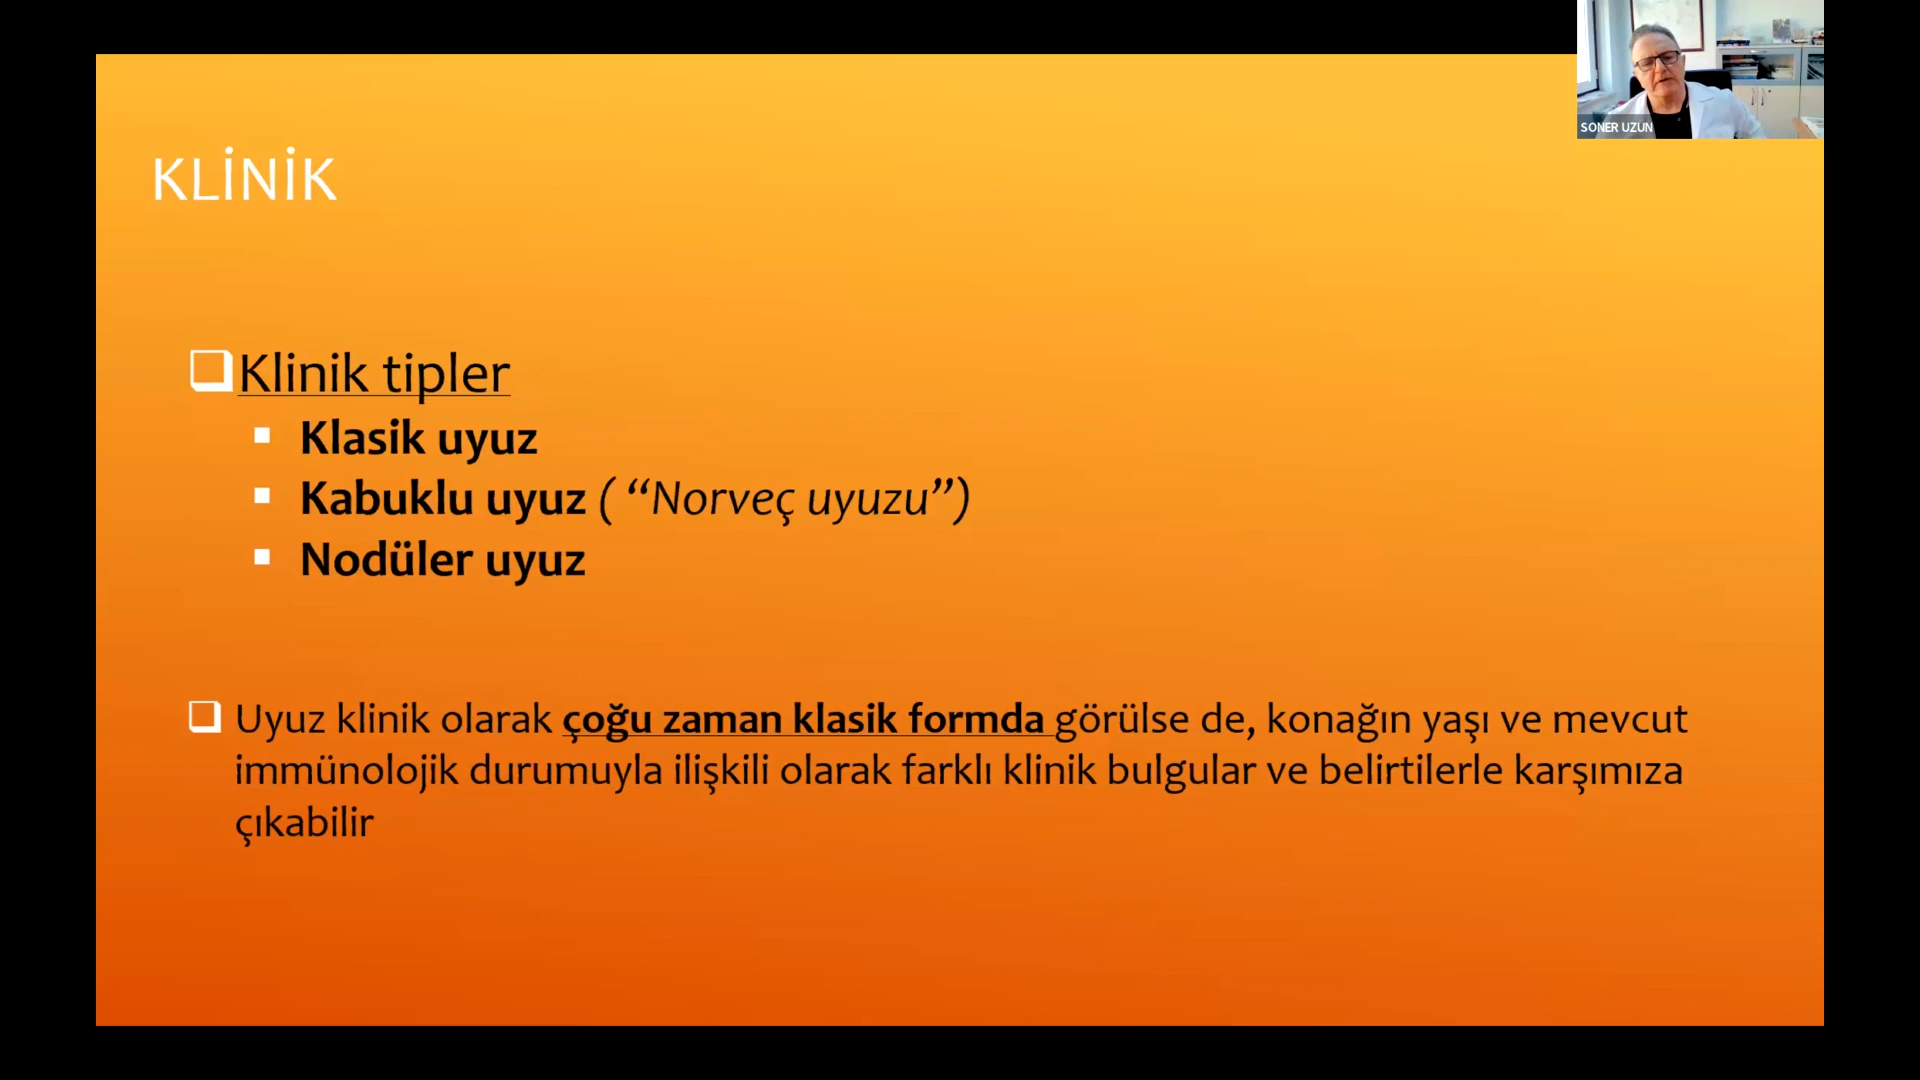 SONER UZUN
KLİNİK
Klinik tipler
Klasik uyuz
Kabuklu uyuz ( “Norveç uyuzu”)
Nodüler uyuz
Uyuz klinik olarak çoğu zaman klasik formda görülse de, konağın yaşı ve mevcut
immünolojik durumuyla ilişkili olarak farklı klinik bulgular ve belirtilerle karşımıza
çıkabilir